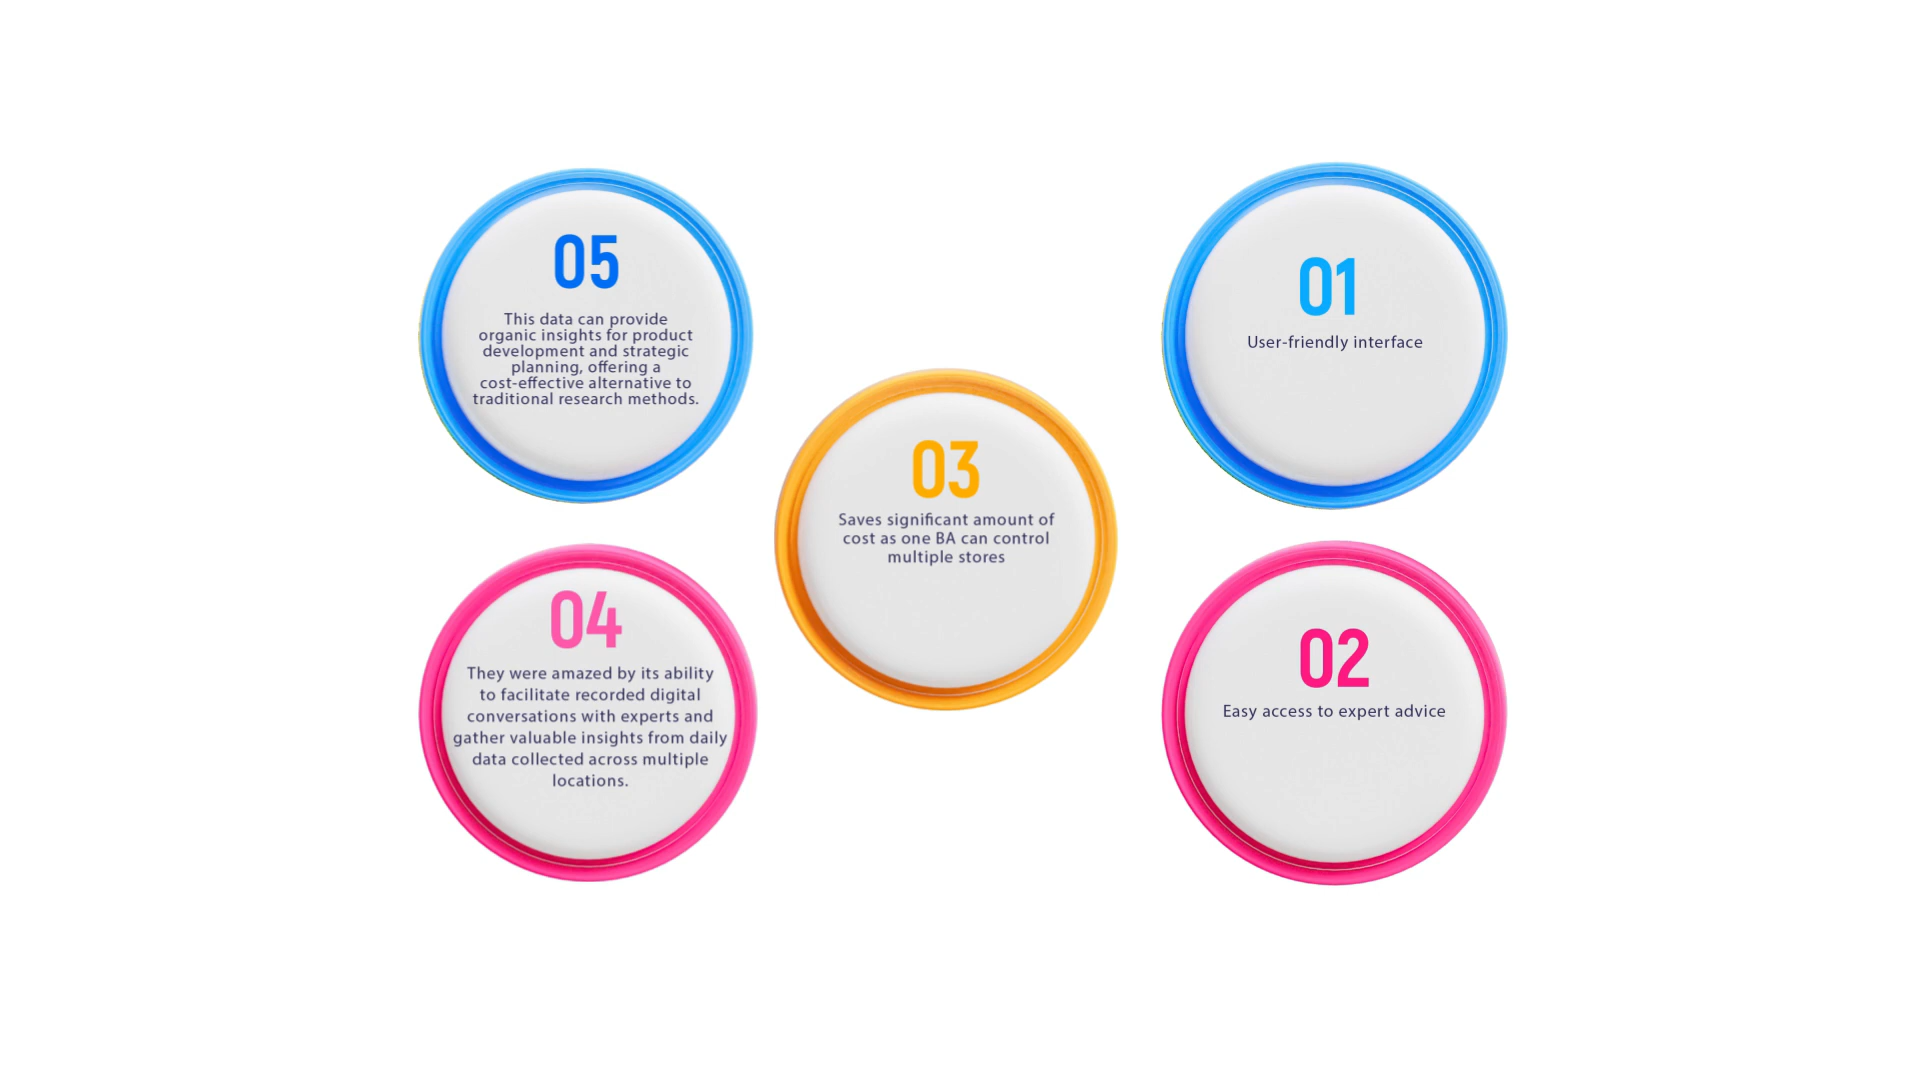 05
This data can provide
organic insights for product
development and strategic
planning, offering a
cost-effective alternative to
traditional research methods.
01
User-friendly interface
03
Saves significant amount of
cost as one BA can control
multiple stores
04
They were amazed by its ability
to facilitate recorded digital
conversations with experts and
gather valuable insights from daily
data collected across multiple
locations.
02
Easy access to expert advice